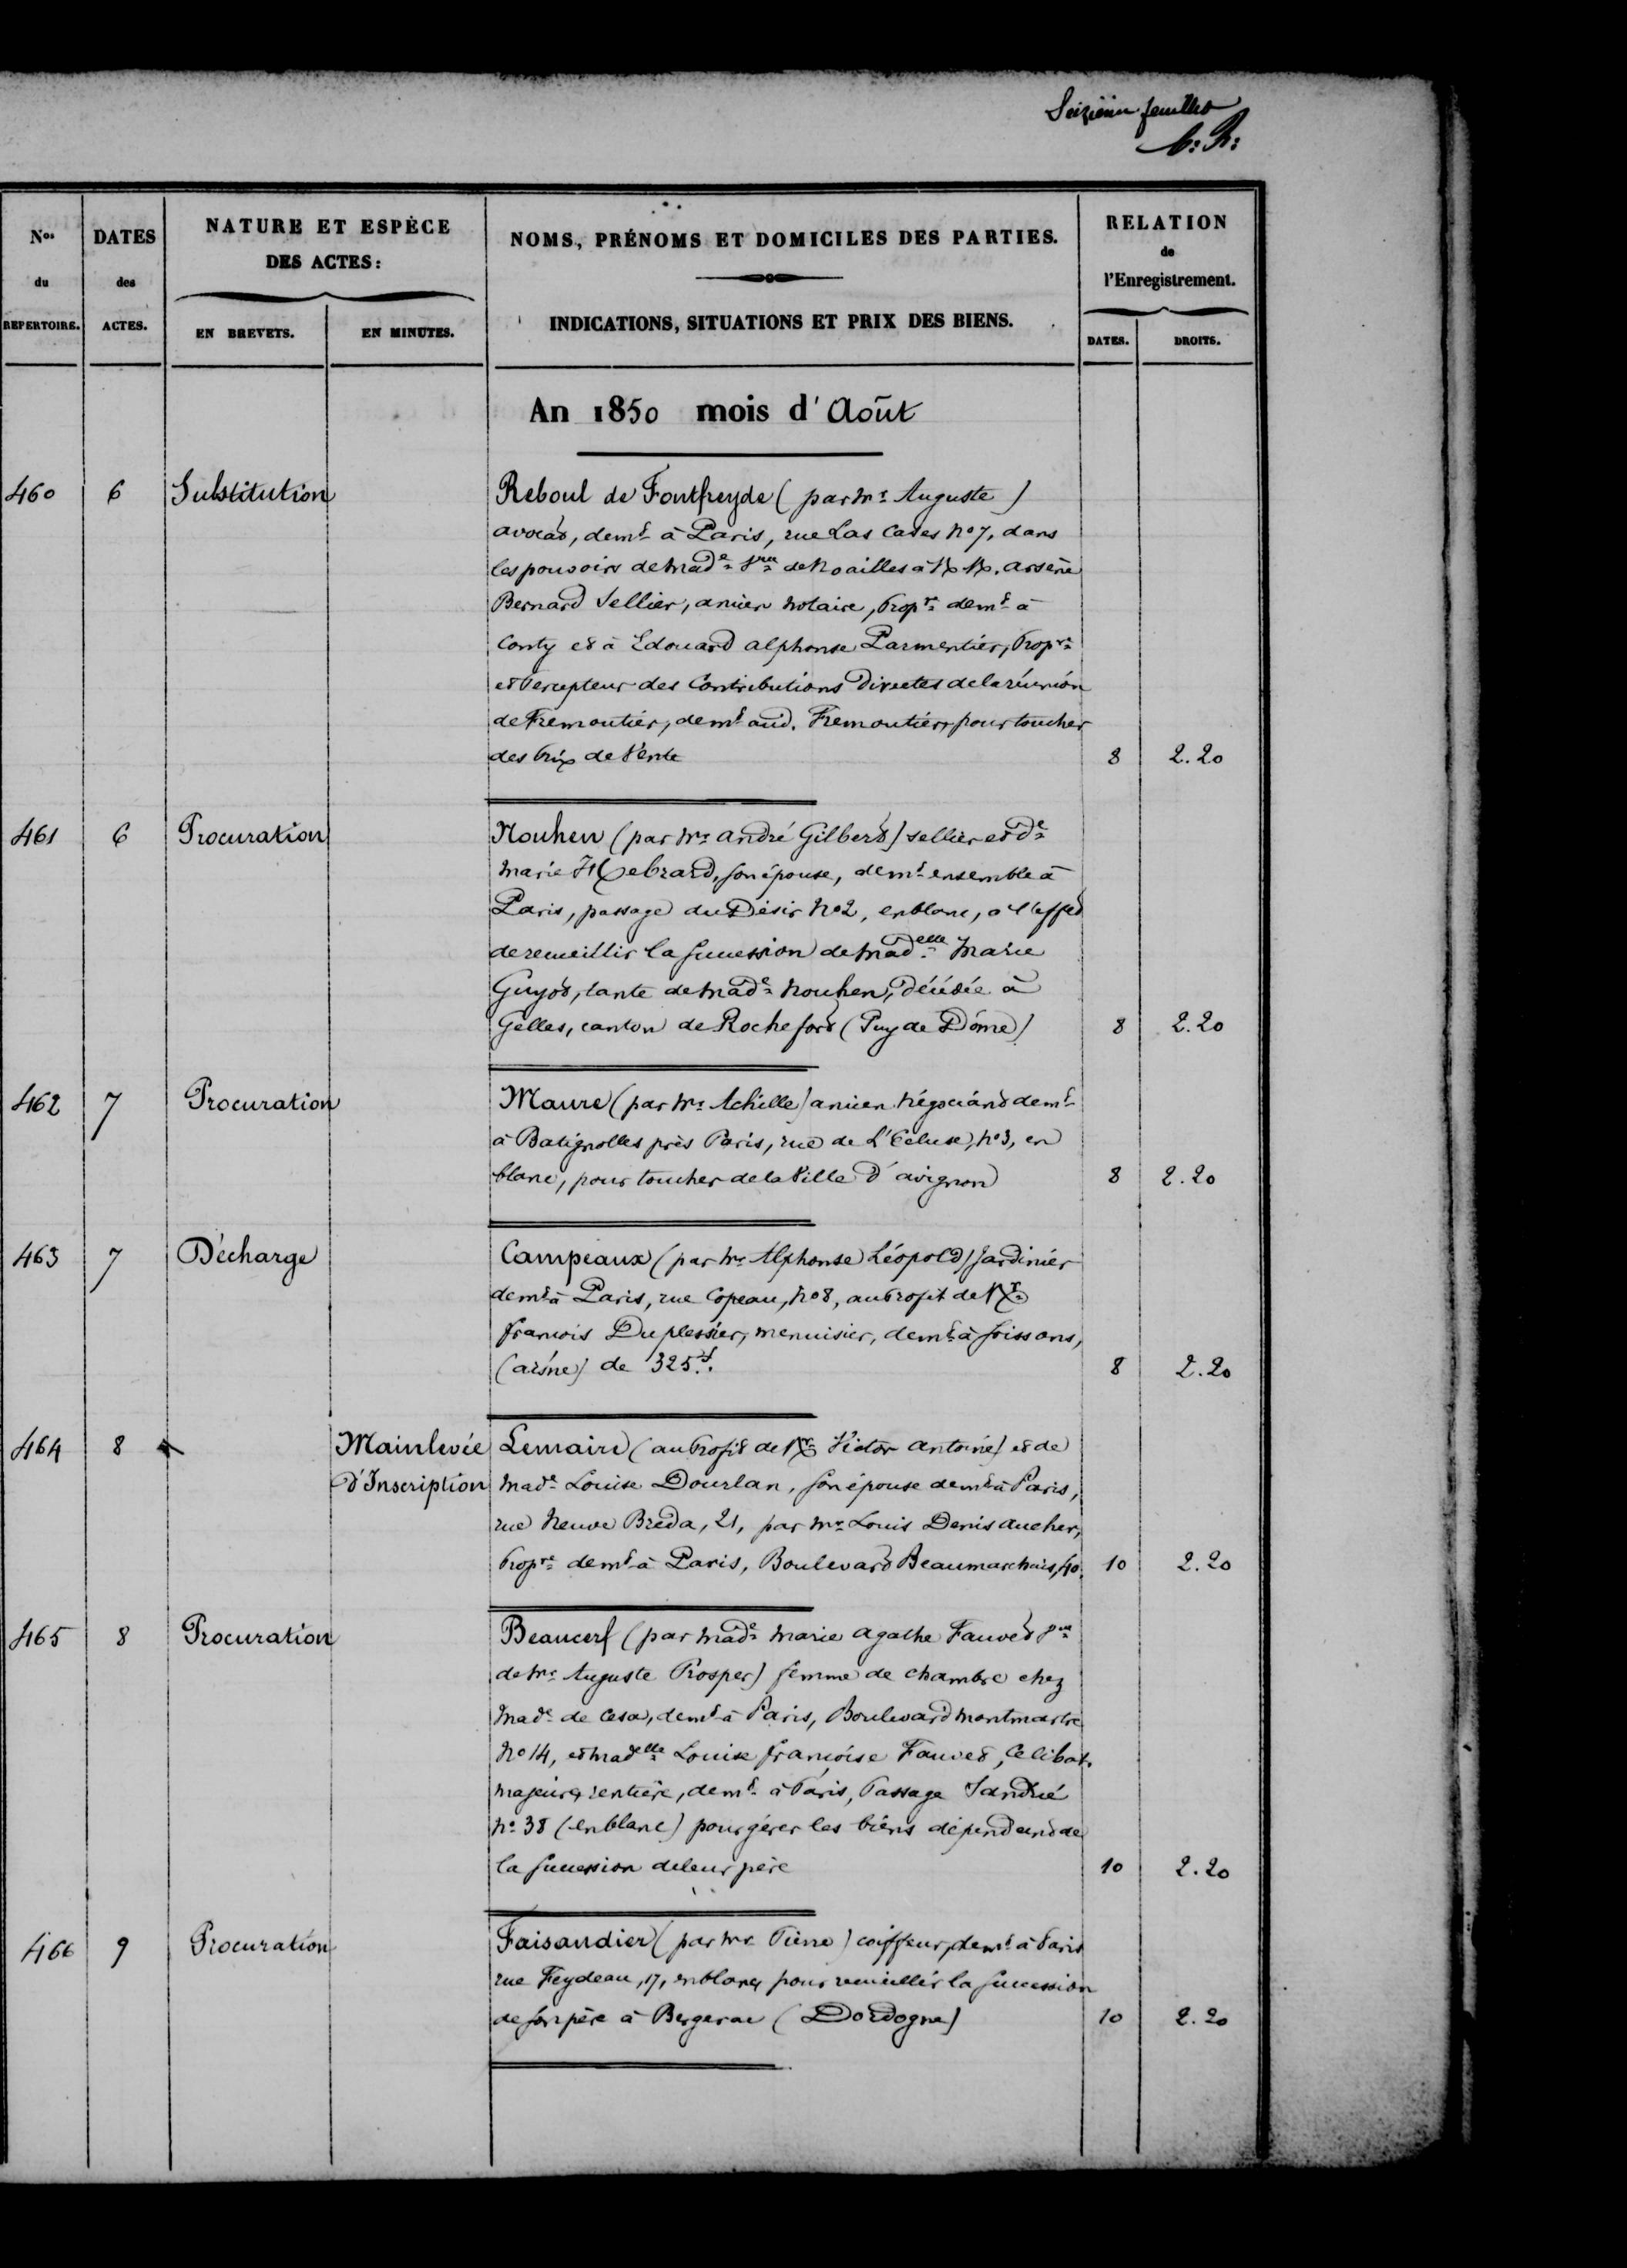 Seizième feuillet
Nos du REPERTOIRE.
DATES des ACTES.
NATURE ET ESPÈCE DES ACTES:
EN BREVETS.
EN MINUTES.
NOMS, PRÉNOMS ET DOMICILES DES PARTIES.
INDICATIONS, SITUATIONS ET PRIX DES BIENS.
RELATION de l'Enregistrement.
DATES.
DROITS.
An 1850 mois d'Août
460 6 Substitution Reboul de Fontfreyde (par Mr Auguste)
avocat, demt à Paris, rue Las Cases No 7, dans
les pouvoirs de Made Vve de Noailles à M M. arsène
Bernard Sellier, ancien Notaire, Propre demt à
Conty et à Edouard alphonse Parmentier, Propre
et Percepteur des Contributions Directes de la réunion
de Fremoutier, demt aud. Fremoutier, pour toucher
des Prix de Vente 8 2.20
461 6 Procuration Nouhen (par Mr André Gilbert) sellier et De
Marie Hebrard, son épouse, demt ensemble à
Paris, passage du Désir No 2, en blanc, à l'effet
de recueillir la succession de Madelle Marie
Guyot, tante de Made Nouhen, décédée à
Gelles, canton de Rochefort (Puy de Dôme) 8 2.20
462 7 Procuration Maure (par Mr Achille) ancien Négociant demt
à Batignolles près Paris, rue de L'Ecluse, No 3, en
blanc, pour toucher de la Ville d'avignon 8 2.20
463 7 Décharge Campeaux (par Mr Alphonse Léopold) Jardinier
demt à Paris, rue Copeau, No 8, au Profit de Mr
françois Duplessier, menuisier, demt à soissons,
(aisne) de 325f. 8 2.20
464 8 Mainlevée Lemaire (au Profit de Mr Victor Antoine) et de
d'Inscription Made Louise Dourlan, son épouse demt à Paris,
rue Neuve Breda, 21, par Mr Louis Denis Aucher,
Propre demt à Paris, Boulevard Beaumarchais, 40. 10 2.20
465 8 Procuration Beaucerf (par Made Marie Agathe Fauvet Vve
de Mr Auguste Prosper) femme de chambre chez
Made de Cesa, demt à Paris, Boulevard Montmartre
No 14, et Madelle Louise françoise Fauvet, Célibat.
majeure, rentière, demt à Paris, Passage Sandrié
No 38 (en blanc) pour gérer les biens dépendant de
la succession de leur père 10 2.20
466 9 Procuration Faisandier (par Mr Pierre) coiffeur, demt à Paris
rue Feydeau, 17, en blanc, pour recueillir la succession
de son père à Bergerac (Dordogne) 10 2.20